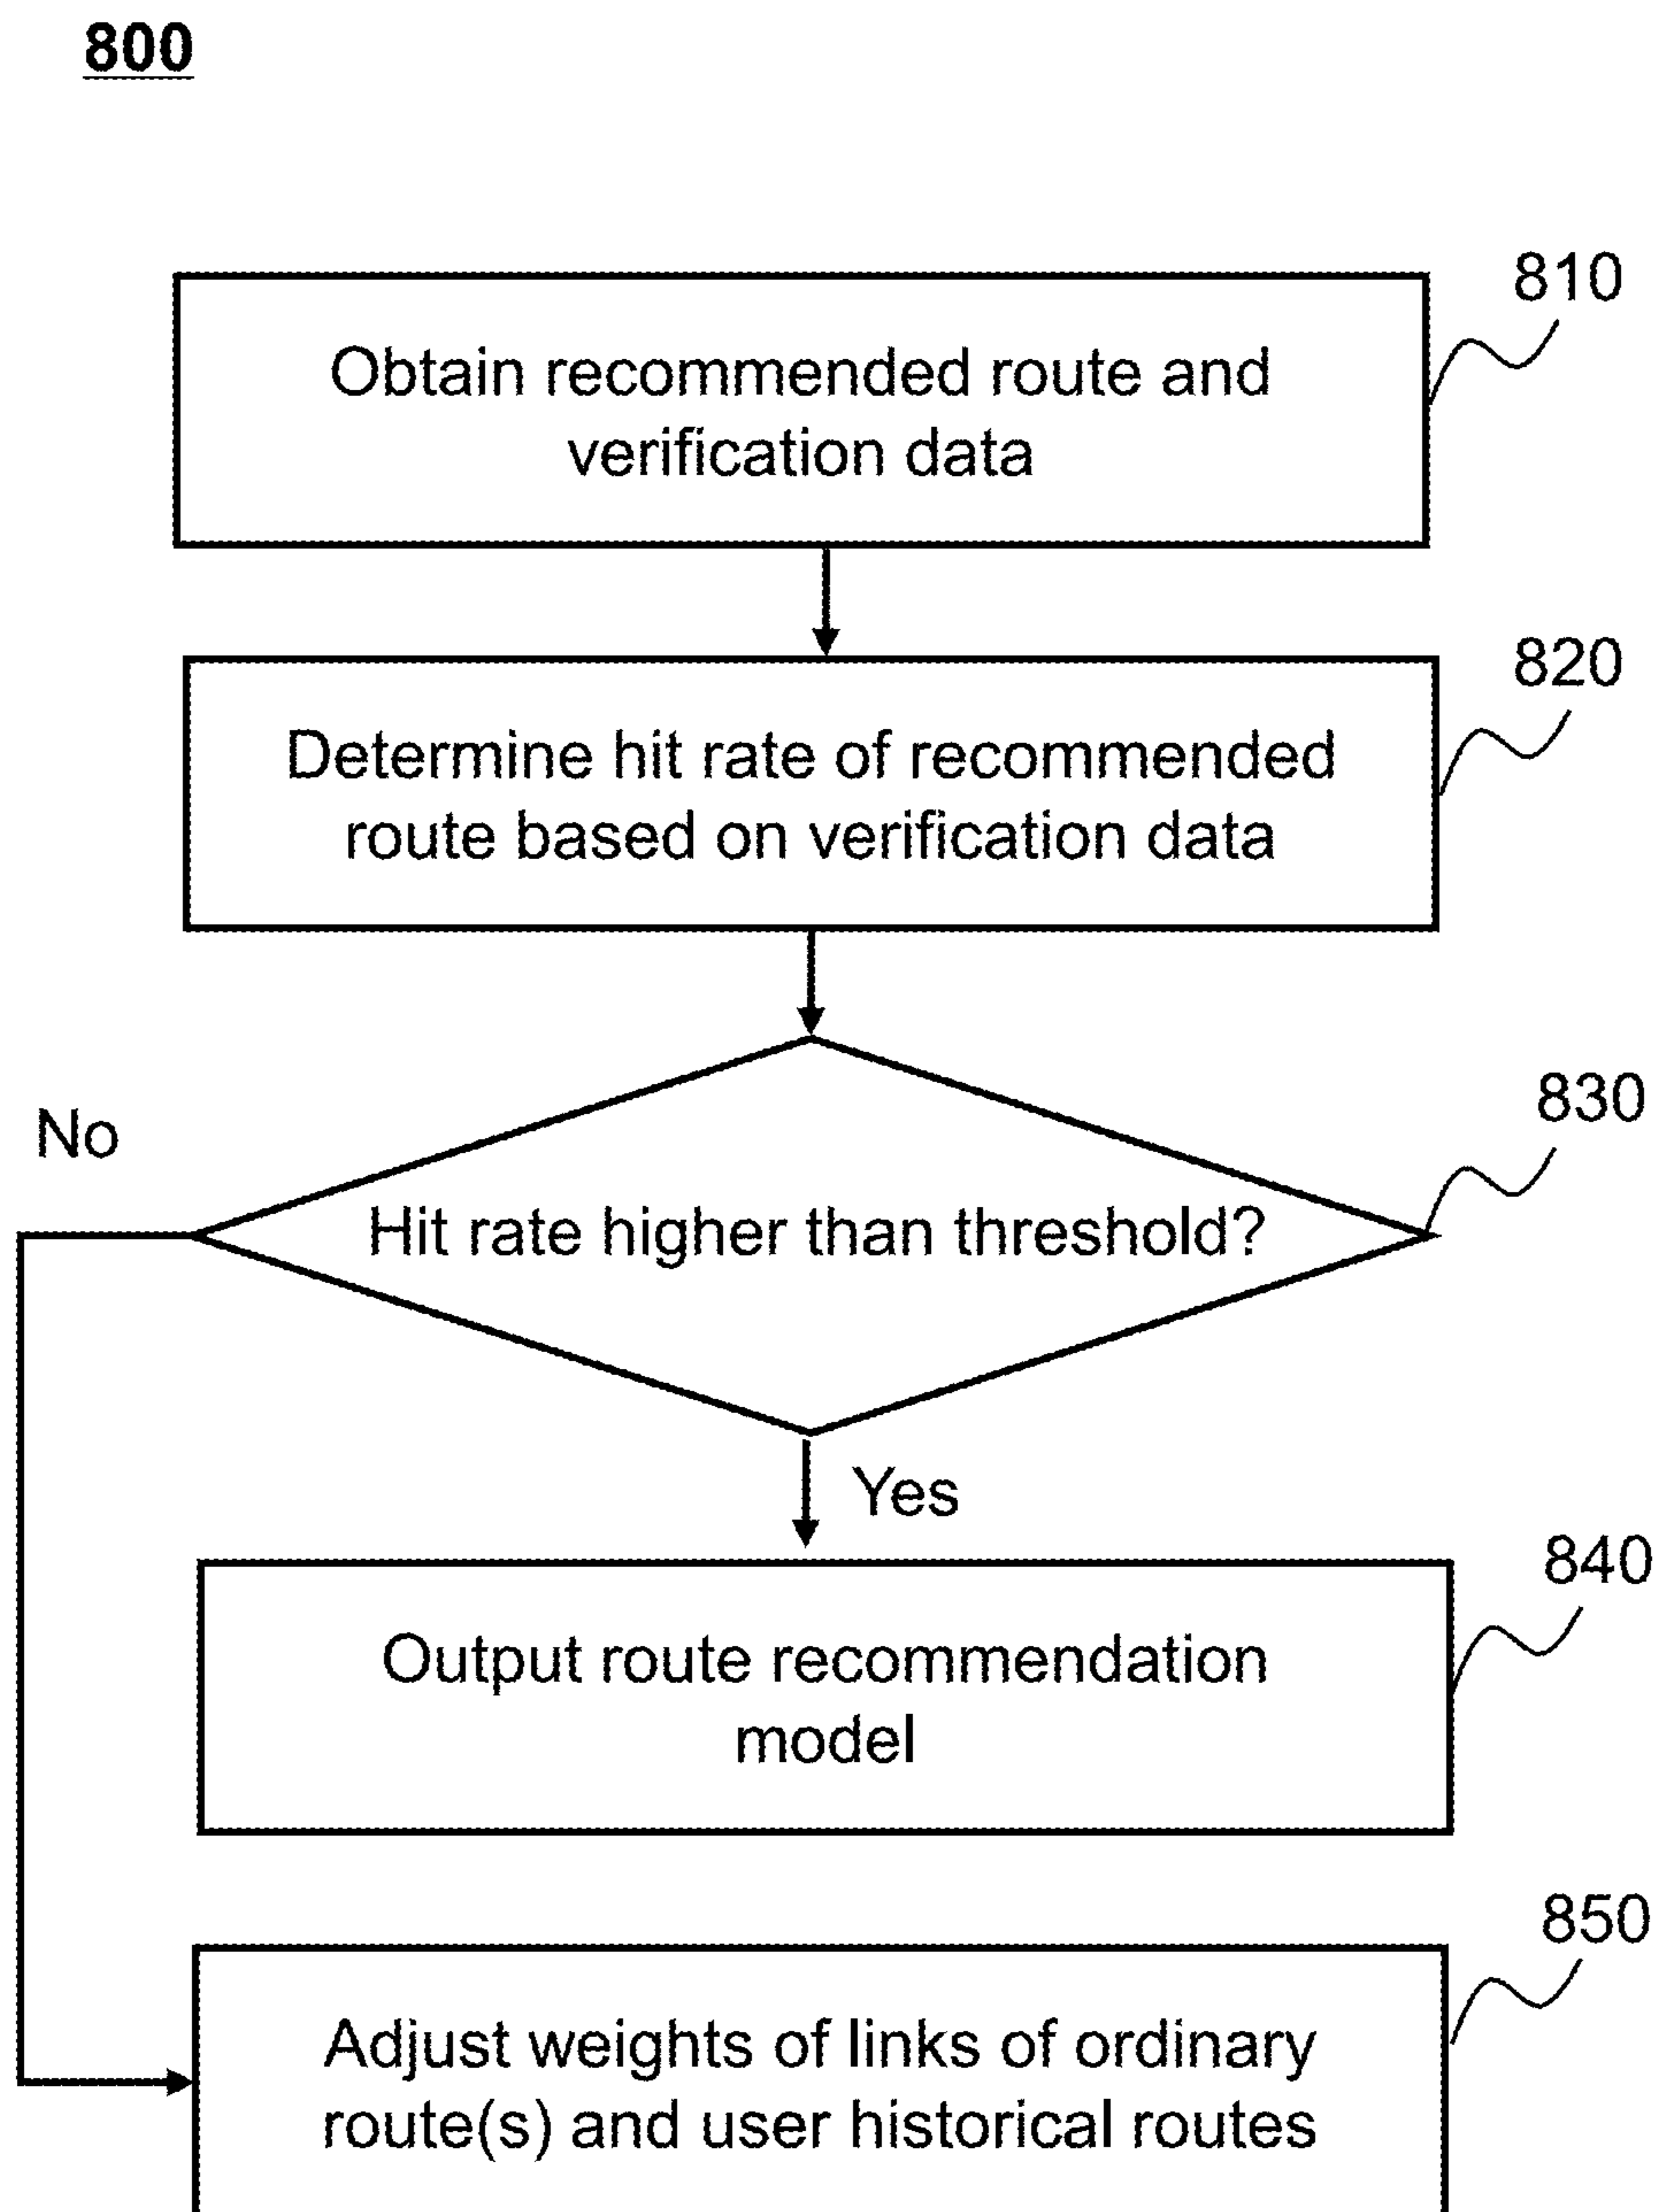 800
810
Obtain recommended route and
verification data
820
Determine hit rate of recommended
route based on verification data
830
No
Hit rate higher than threshold?
Yes
840
Output route recommendation
model
850
Adjust weights of links of ordinary
route(s) and user historical routes